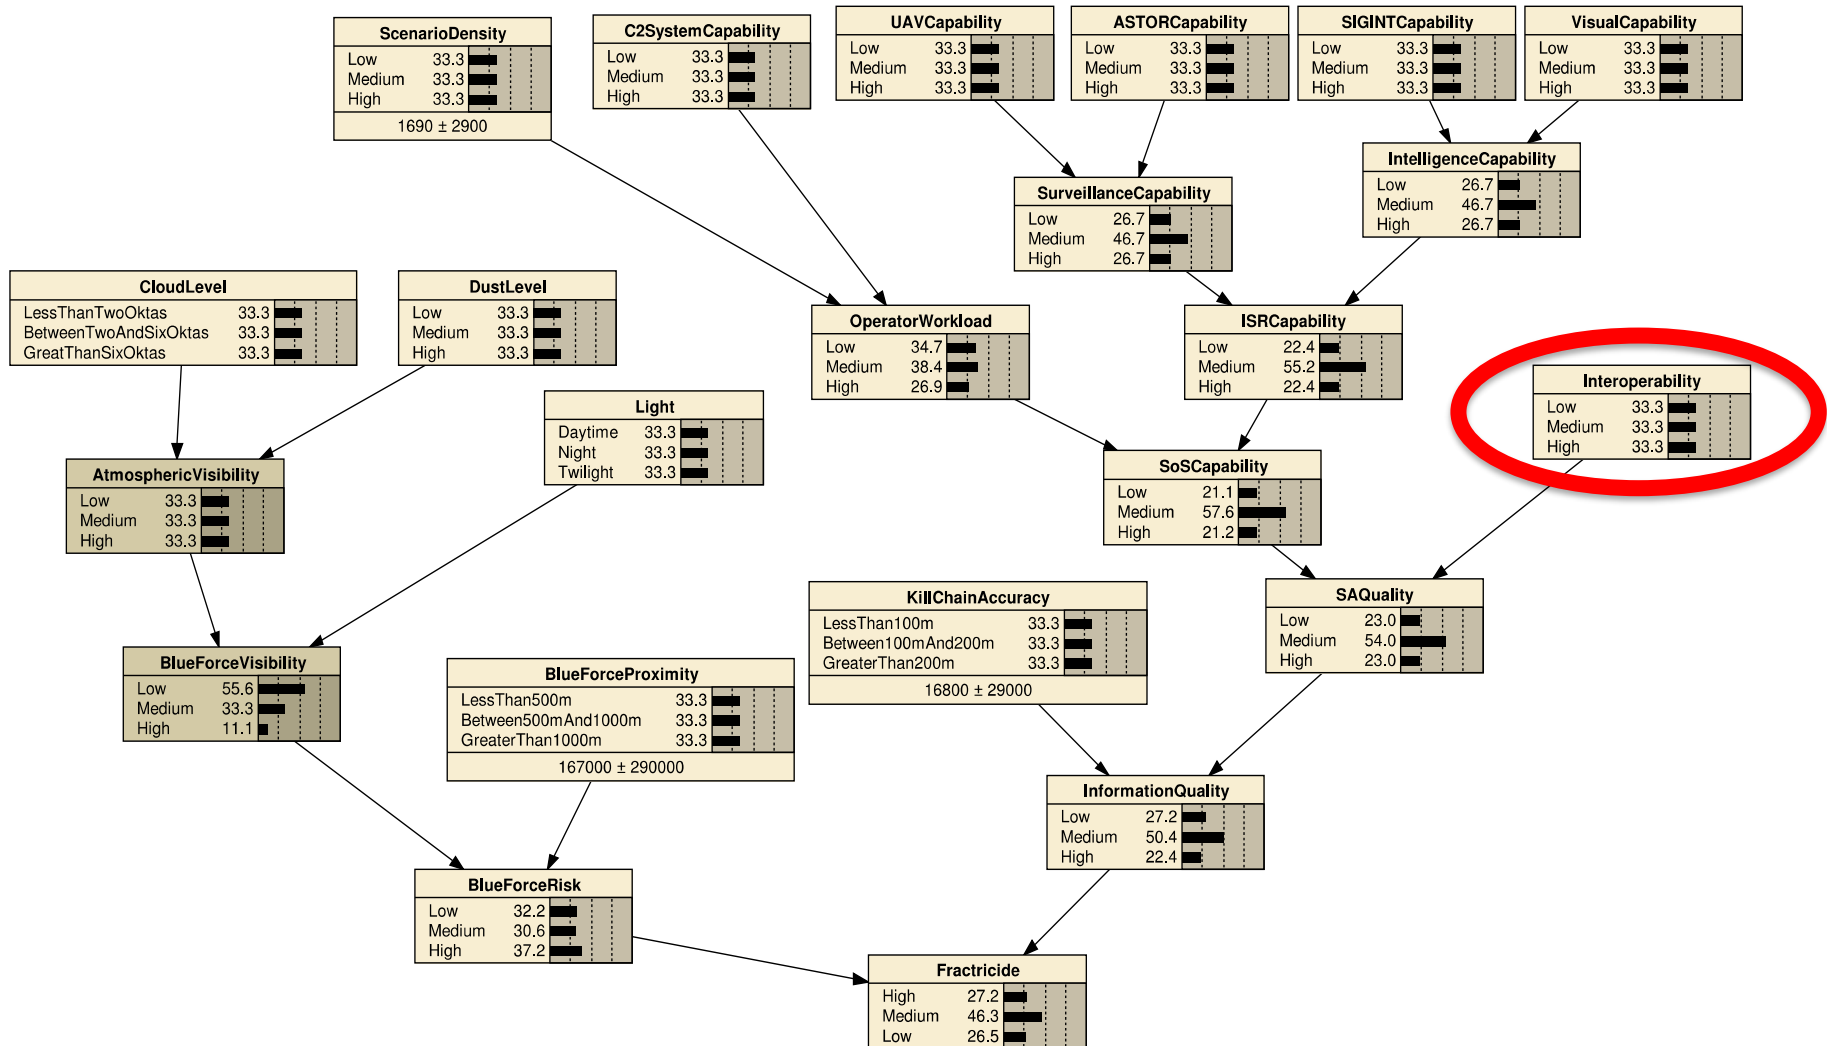 ScenarioDensity
Low 33.3
Medium 33.3
High 33.3
1690 ± 2900
C2SystemCapability
Low 33.3
Medium 33.3
High 33.3
UAVCapability
Low 33.3
Medium 33.3
High 33.3
ASTORCapability
Low 33.3
Medium 33.3
High 33.3
SIGINTCapability
Low 33.3
Medium 33.3
High 33.3
VisualCapability
Low 33.3
Medium 33.3
High 33.3
IntelligenceCapability
Low 26.7
Medium 46.7
High 26.7
SurveillanceCapability
Low 26.7
Medium 46.7
High 26.7
CloudLevel
LessThanTwoOktas 33.3
BetweenTwoAndSixOktas 33.3
GreatThanSixOktas 33.3
DustLevel
Low 33.3
Medium 33.3
High 33.3
OperatorWorkload
Low 34.7
Medium 38.4
High 26.9
ISRCapability
Low 22.4
Medium 55.2
High 22.4
Interoperability
Low 33.3
Medium 33.3
High 33.3
Light
Daytime 33.3
Night 33.3
Twilight 33.3
AtmosphericVisibility
Low 33.3
Medium 33.3
High 33.3
SoSCapability
Low 21.1
Medium 57.6
High 21.2
KillChainAccuracy
LessThan100m 33.3
Between100mAnd200m 33.3
GreaterThan200m 33.3
16800 ± 29000
SAQuality
Low 23.0
Medium 54.0
High 23.0
BlueForceVisibility
Low 55.6
Medium 33.3
High 11.1
BlueForceProximity
LessThan500m 33.3
Between500mAnd1000m 33.3
GreaterThan1000m 33.3
167000 ± 290000
InformationQuality
Low 27.2
Medium 50.4
High 22.4
BlueForceRisk
Low 32.2
Medium 30.6
High 37.2
Fractricide
High 27.2
Medium 46.3
Low 26.5